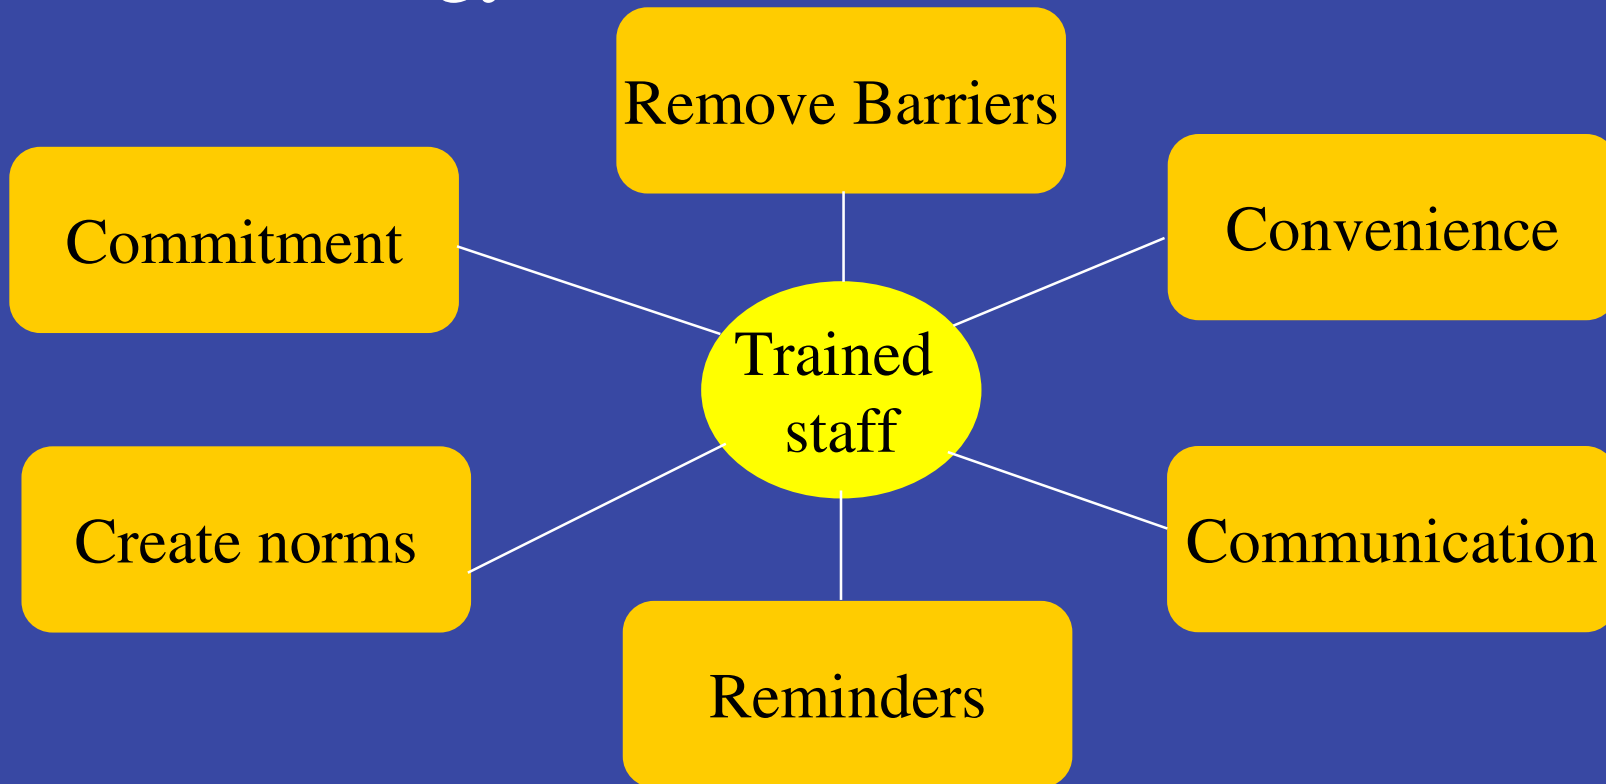 Remove Barriers
Commitment
Convenience
Trained
staff
Create norms
Communication
Reminders